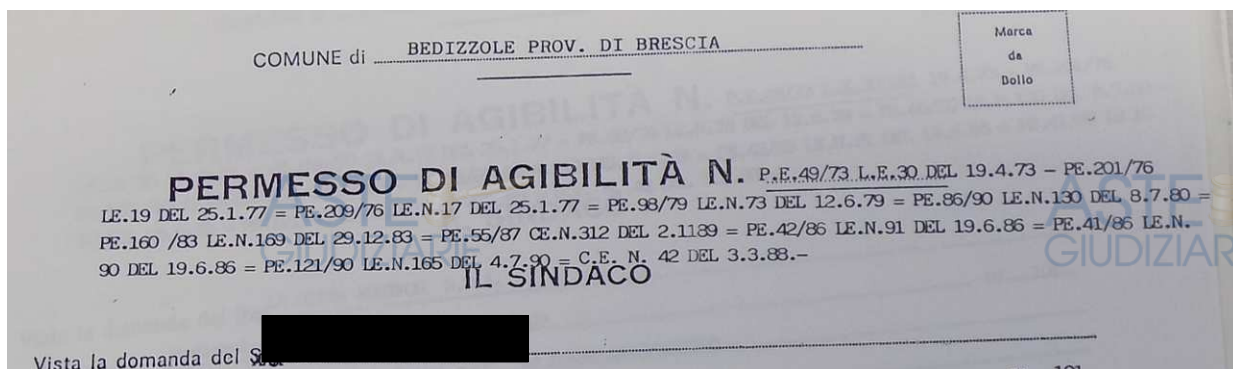 COMUNE di BEDIZZOLE PROV. DI BRESCIA
Marca
da
Bollo
PERMESSO DI AGIBILITÀ N. P.E.49/73 L.E.30 DEL 19.4.73 - PE.201/76
LE.19 DEL 25.1.77 = PE.209/76 LE.N.17 DEL 25.1.77 = PE.98/79 LE.N.73 DEL 12.6.79 = PE.86/90 LE.N.130 DEL 8.7.80 =
PE.160 /83 LE.N.169 DEL 29.12.83 = PE.55/87 CE.N.312 DEL 2.1189 = PE.42/86 LE.N.91 DEL 19.6.86 = PE.41/86 LE.N.
90 DEL 19.6.86 = PE.121/90 LE.N.165 DEL 4.7.90 = C.E. N. 42 DEL 3.3.88.-
IL SINDACO
ASTE
GIUDIZIARIE
ASTE
GIUDIZIAR
Vista la domanda del